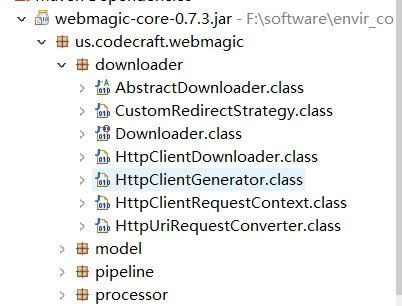 webmagic-core-0.7.3.jar - F:\software\envir_co
us.codecraft.webmagic
downloader
AbstractDownloader.class
CustomRedirectStrategy.class
Downloader.class
HttpClientDownloader.class
HttpClientGenerator.class
HttpClientRequestContext.class
HttpUriRequestConverter.class
model
pipeline
processor